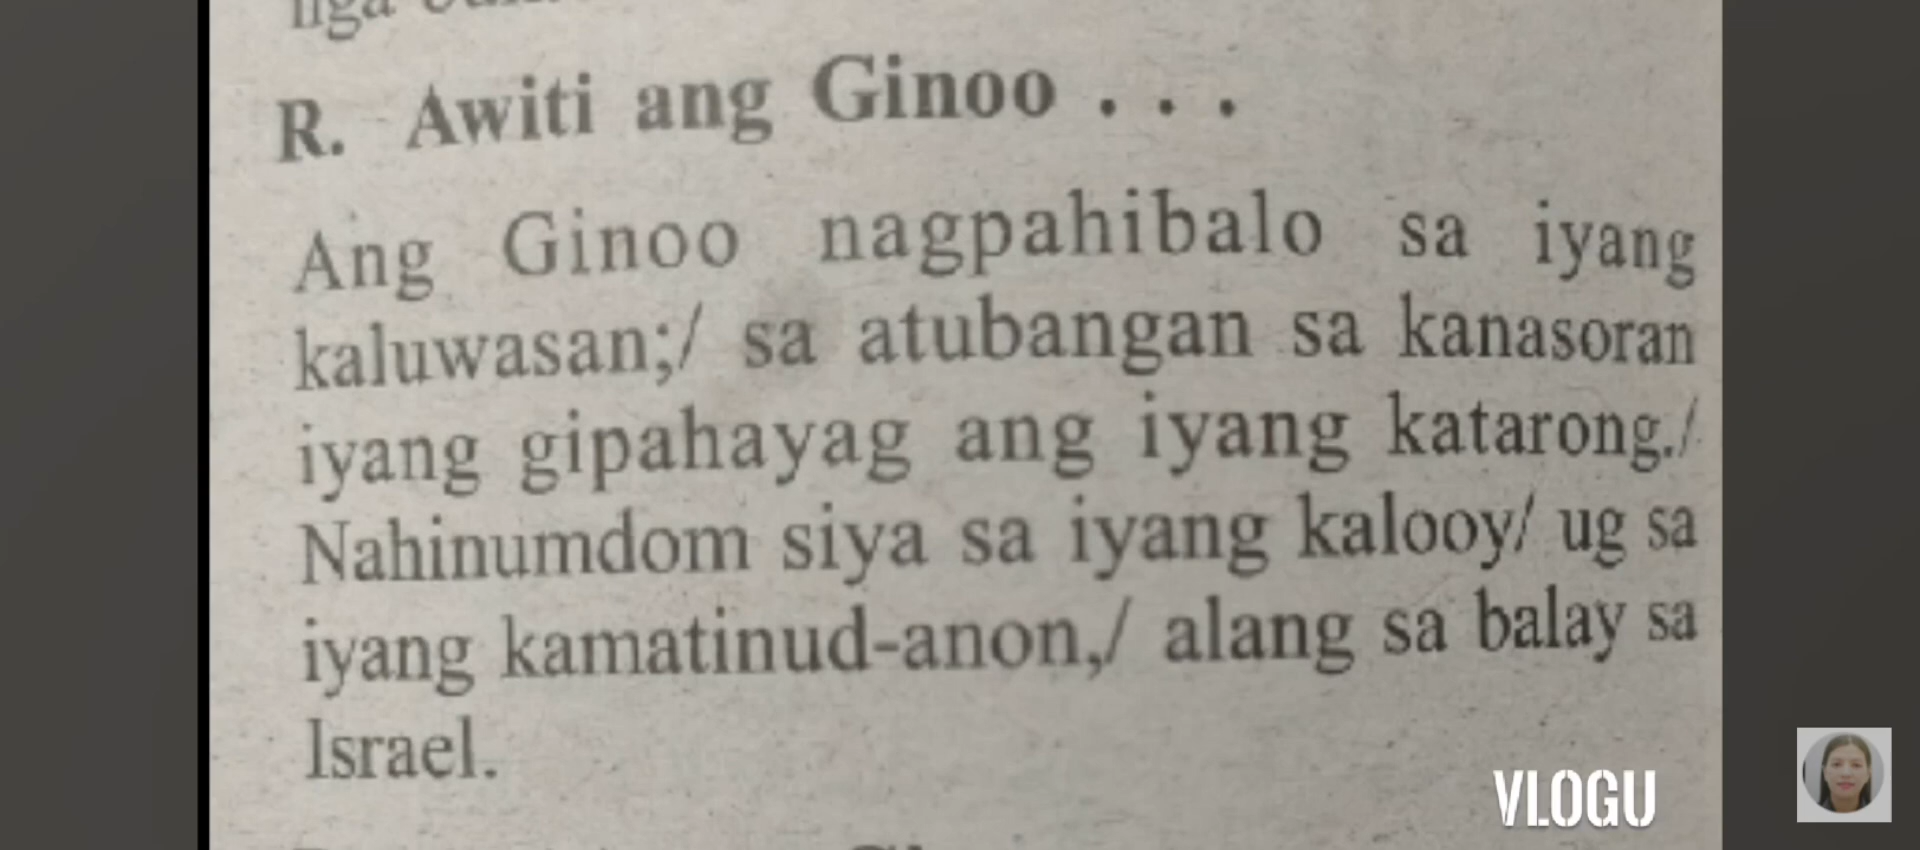 nga
R. Awiti ang Ginoo . . .
Ang Ginoo nagpahibalo sa iyang
kaluwasan;/ sa atubangan sa kanasoran
iyang gipahayag ang iyang katarong./
Nahinumdom siya sa iyang kalooy/ ug sa
iyang kamatinud-anon,/ alang sa balay sa
Israel.
VLOGU